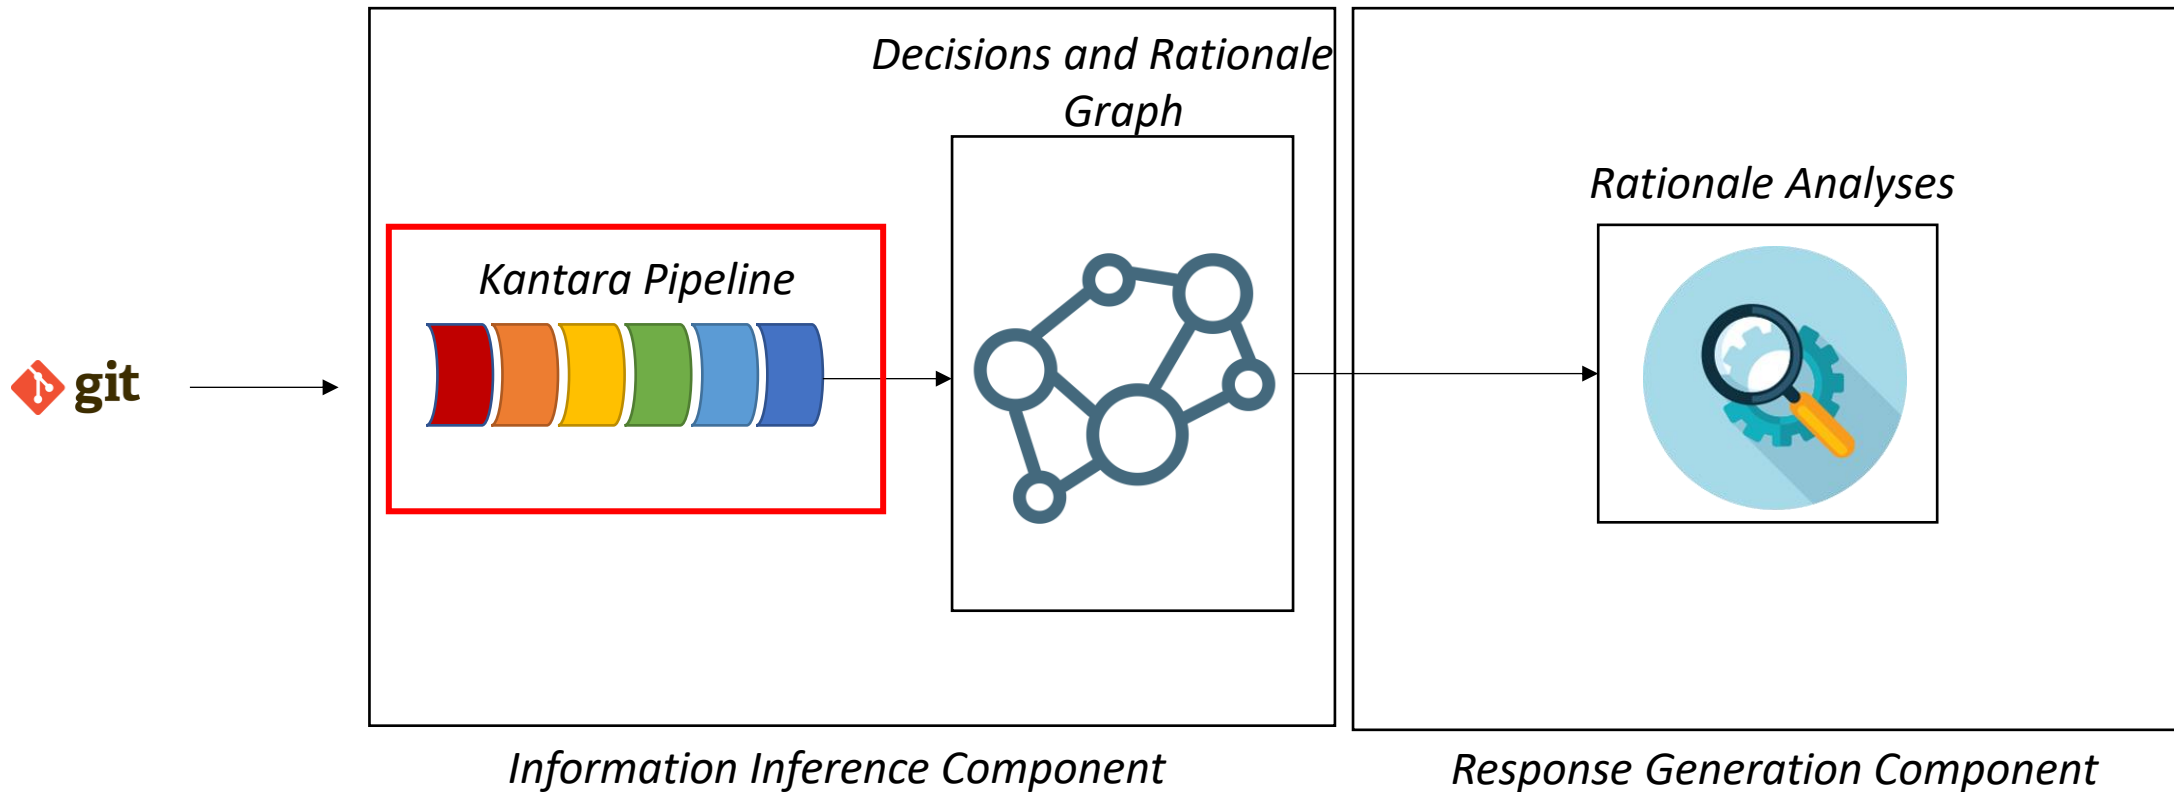 Decisions and Rationale
Graph
Rationale Analyses
Kantara Pipeline
git
Information Inference Component
Response Generation Component